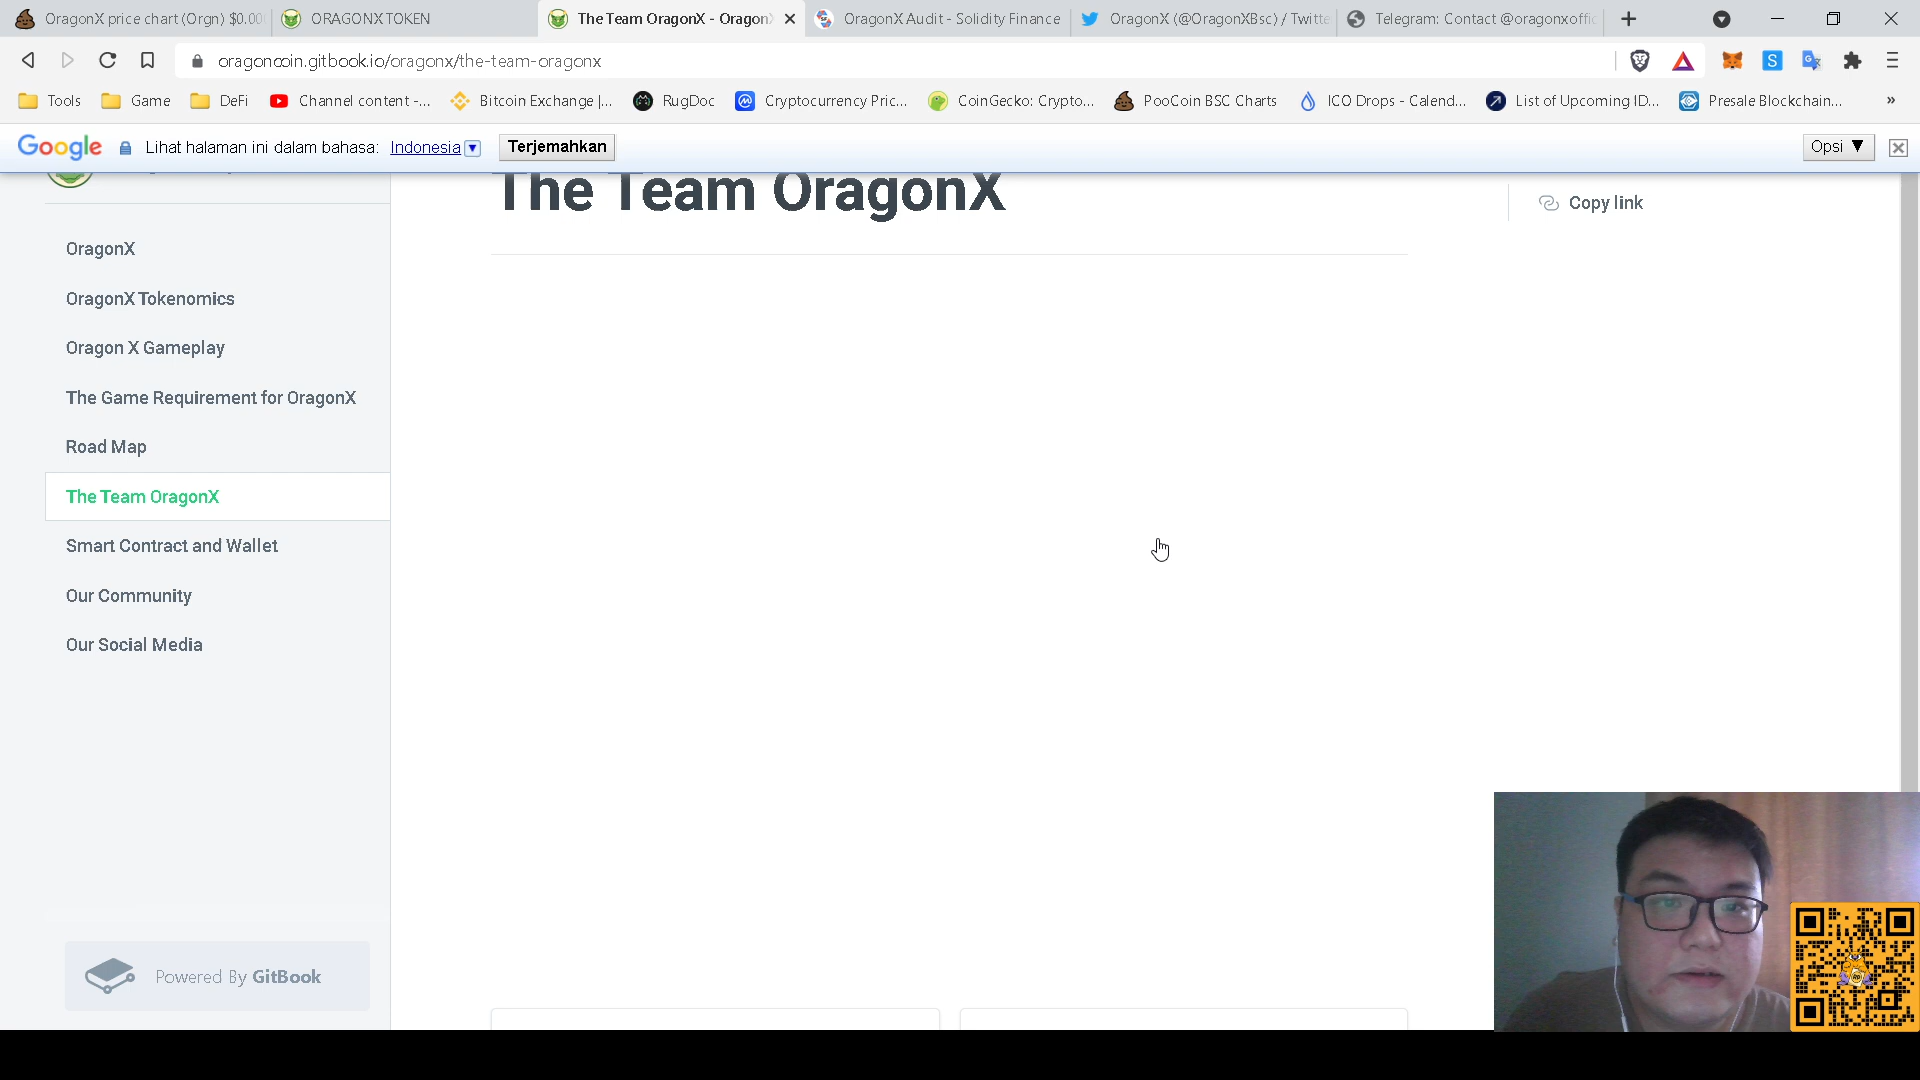 OragonX price chart (Orgn) $0.00
ORAGONX TOKEN
The Team OragonX - OragonX
OragonX Audit - Solidity Finance
OragonX (@OragonXBsc) / Twitte
Telegram: Contact @oragonxoffic
oragoncoin.gitbook.io/oragonx/the-team-oragonx
Tools
Game
DeFi
Channel content -...
Bitcoin Exchange |...
RugDoc
Cryptocurrency Pric...
CoinGecko: Crypto...
PooCoin BSC Charts
ICO Drops - Calend...
List of Upcoming ID...
Presale Blockchain...
»
Google
Lihat halaman ini dalam bahasa: Indonesia
Terjemahkan
Opsi ▼
The Team OragonX
Copy link
OragonX
OragonX Tokenomics
Oragon X Gameplay
The Game Requirement for OragonX
Road Map
The Team OragonX
Smart Contract and Wallet
Our Community
Our Social Media
Powered By GitBook